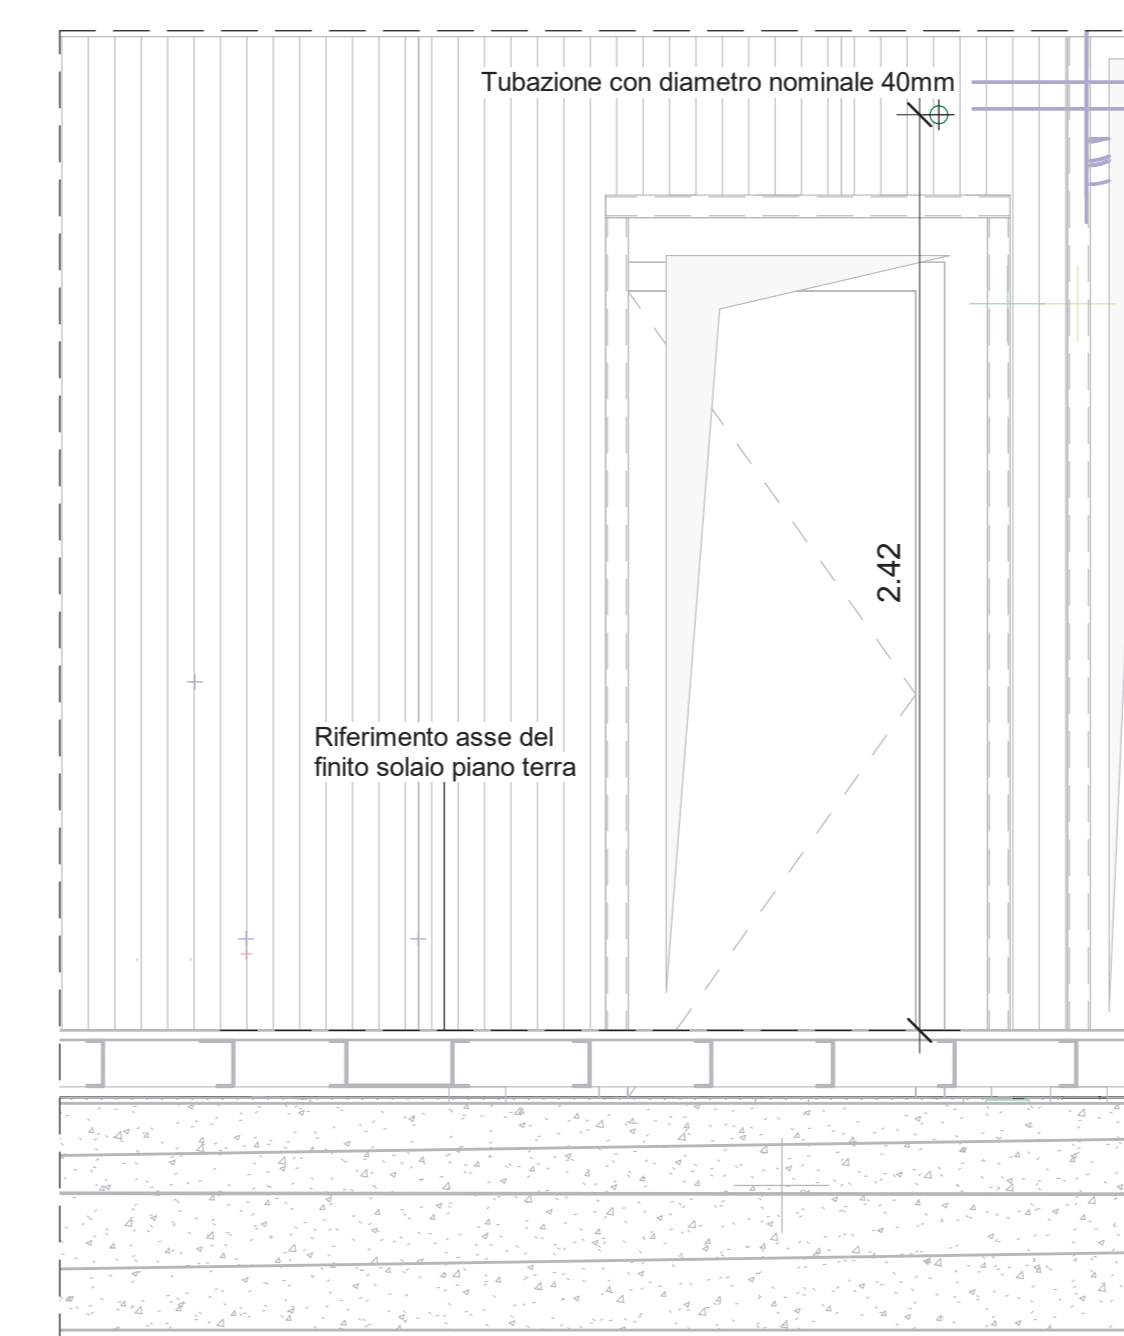 Tubazione con diametro nominale 40mm
2.42
Riferimento asse del
finito solaio piano terra